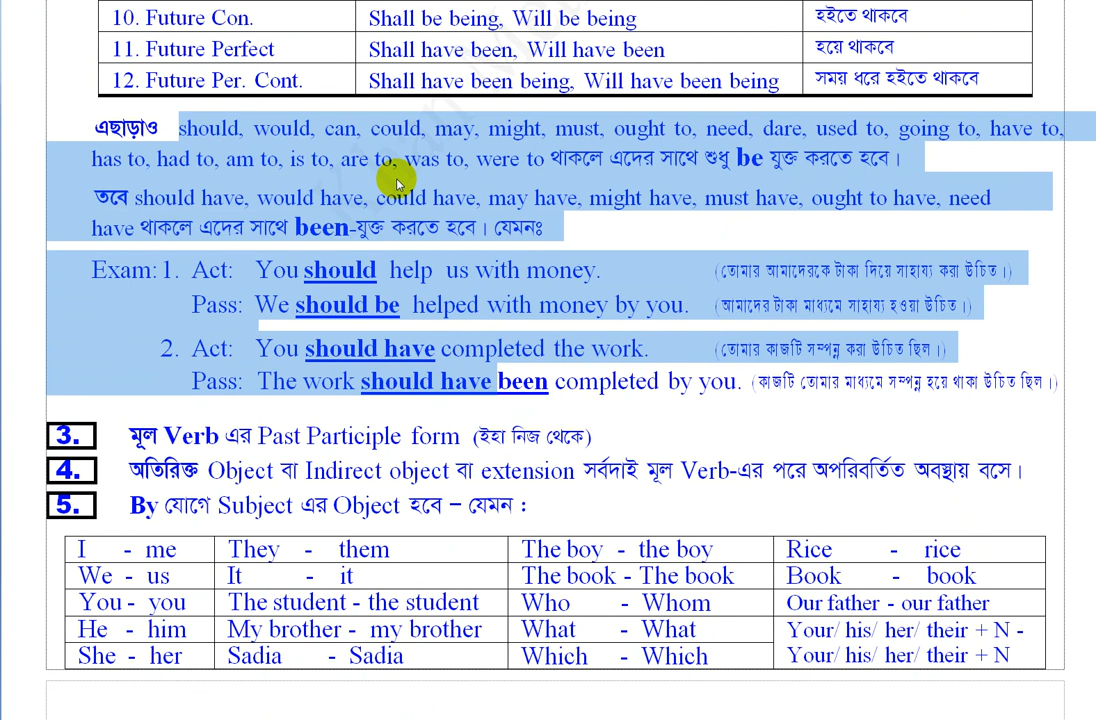 10. Future Con. Shall be being, Will be being হইতে থাকবে
11. Future Perfect Shall have been, Will have been হয়ে থাকবে
12. Future Per. Cont. Shall have been being, Will have been being সময় ধরে হইতে থাকবে
এছাড়াও should, would, can, could, may, might, must, ought to, need, dare, used to, going to, have to,
has to, had to, am to, is to, are to, was to, were to থাকলে এদের সাথে শুধু be যুক্ত করতে হবে।
তবে should have, would have, could have, may have, might have, must have, ought to have, need
have থাকলে এদের সাথে been-যুক্ত করতে হবে। যেমনঃ
Exam: 1. Act: You should help us with money. (তোমার আমাদেরকে টাকা দিয়ে সাহায্য করা উচিত।)
Pass: We should be helped with money by you. (আমাদের টাকা মাধ্যমে সাহায্য হওয়া উচিত।)
2. Act: You should have completed the work. (তোমার কাজটি সম্পন্ন করা উচিত ছিল।)
Pass: The work should have been completed by you. (কাজটি তোমার মাধ্যমে সম্পন্ন হয়ে থাকা উচিত ছিল।)
3. মূল Verb এর Past Participle form (ইহা নিজ থেকে)
4. অতিরিক্ত Object বা Indirect object বা extension সর্বদাই মূল Verb-এর পরে অপরিবর্তিত অবস্থায় বসে।
5. By যোগে Subject এর Object হবে – যেমন :
I - me They - them The boy - the boy Rice - rice
We - us It - it The book - The book Book - book
You - you The student - the student Who - Whom Our father - our father
He - him My brother - my brother What - What Your/ his/ her/ their + N -
She - her Sadia - Sadia Which - Which Your/ his/ her/ their + N